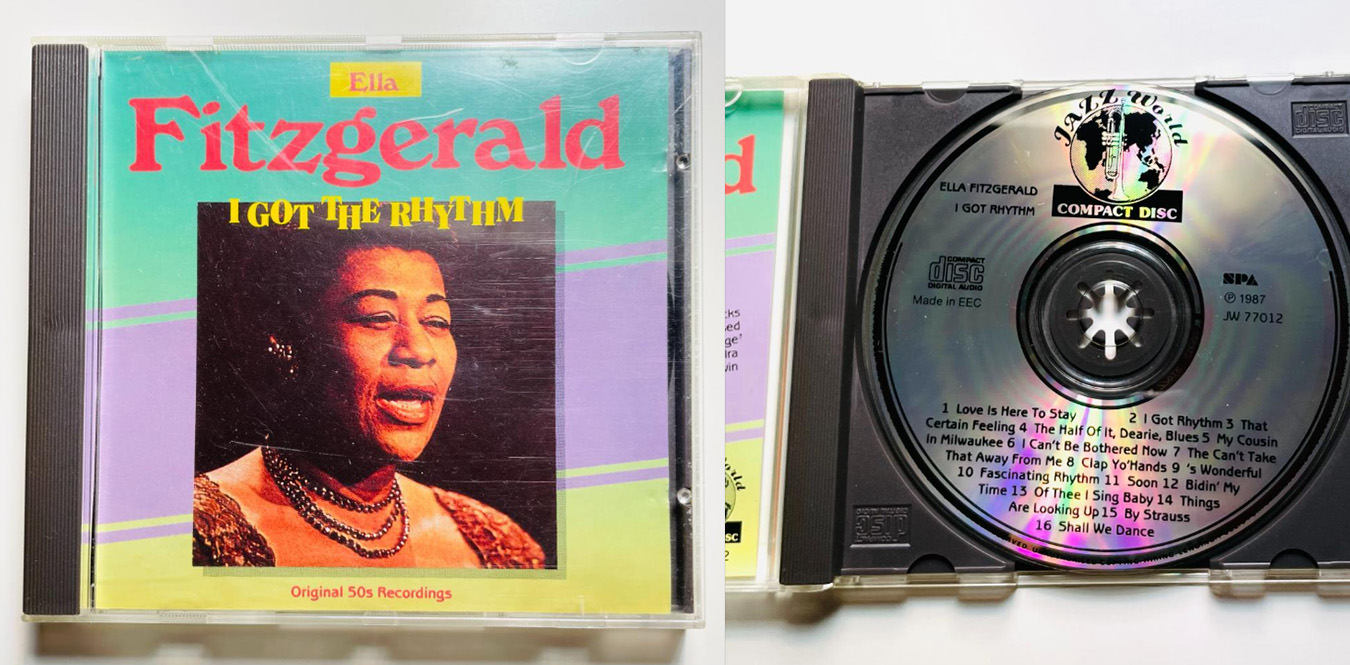 Ella
Fitzgerald
I GOT THE RHYTHM
Original 50s Recordings
JAZZ World
COMPACT DISC
ELLA FITZGERALD
I GOT RHYTHM
COMPACT
disc
DIGITAL AUDIO
Made in EEC
SPA
℗ 1987
JW 77012
1 Love Is Here To Stay 2 I Got Rhythm 3 That
Certain Feeling 4 The Half Of It, Dearie, Blues 5 My Cousin
In Milwaukee 6 I Can't Be Bothered Now 7 The Can't Take
That Away From Me 8 Clap Yo'Hands 9 's Wonderful
10 Fascinating Rhythm 11 Soon 12 Bidin' My
Time 13 Of Thee I Sing Baby 14 Things
Are Looking Up 15 By Strauss
16 Shall We Dance
COMPACT
disc
DIGITAL AUDIO